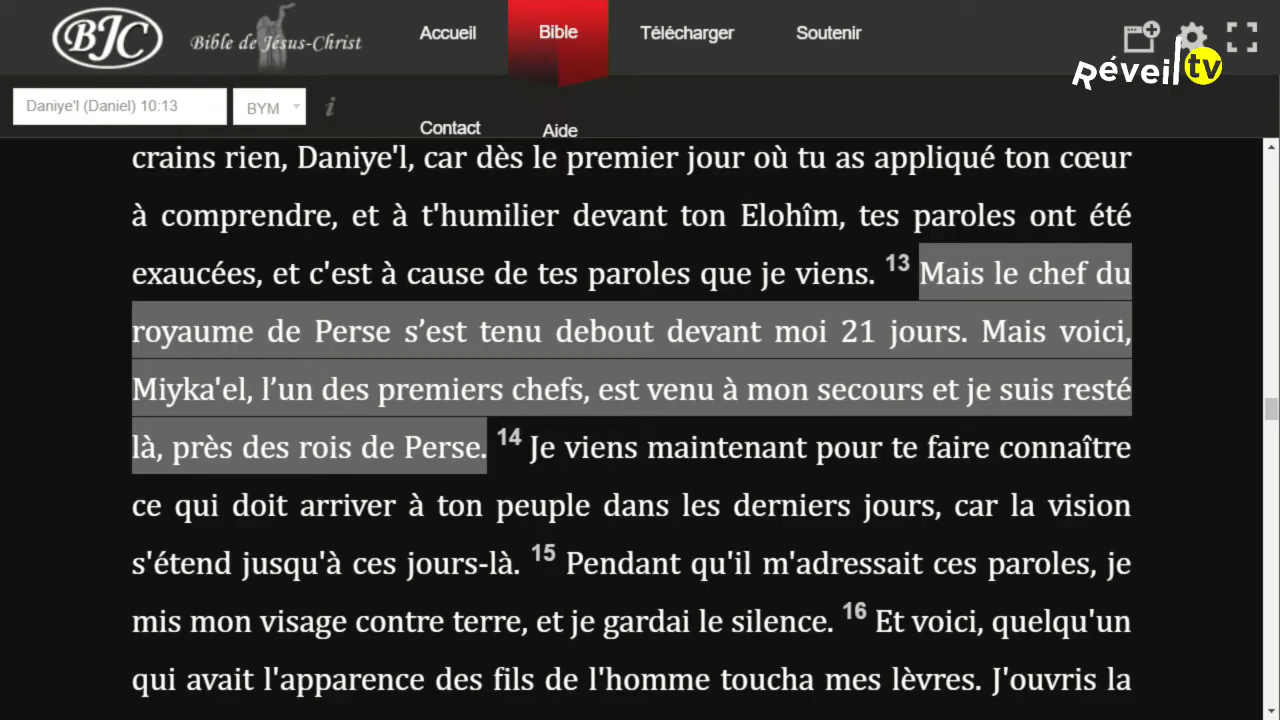 BJC
Bible de Jésus-Christ
Accueil
Bible
Télécharger
Soutenir
Réveil tv
Daniye'l (Daniel) 10:13
BYM
i
Contact
Aide
crains rien, Daniye'l, car dès le premier jour où tu as appliqué ton cœur
à comprendre, et à t'humilier devant ton Elohîm, tes paroles ont été
exaucées, et c'est à cause de tes paroles que je viens. 13 Mais le chef du
royaume de Perse s’est tenu debout devant moi 21 jours. Mais voici,
Miyka'el, l’un des premiers chefs, est venu à mon secours et je suis resté
là, près des rois de Perse. 14 Je viens maintenant pour te faire connaître
ce qui doit arriver à ton peuple dans les derniers jours, car la vision
s'étend jusqu'à ces jours-là. 15 Pendant qu'il m'adressait ces paroles, je
mis mon visage contre terre, et je gardai le silence. 16 Et voici, quelqu'un
qui avait l'apparence des fils de l'homme toucha mes lèvres. J'ouvris la